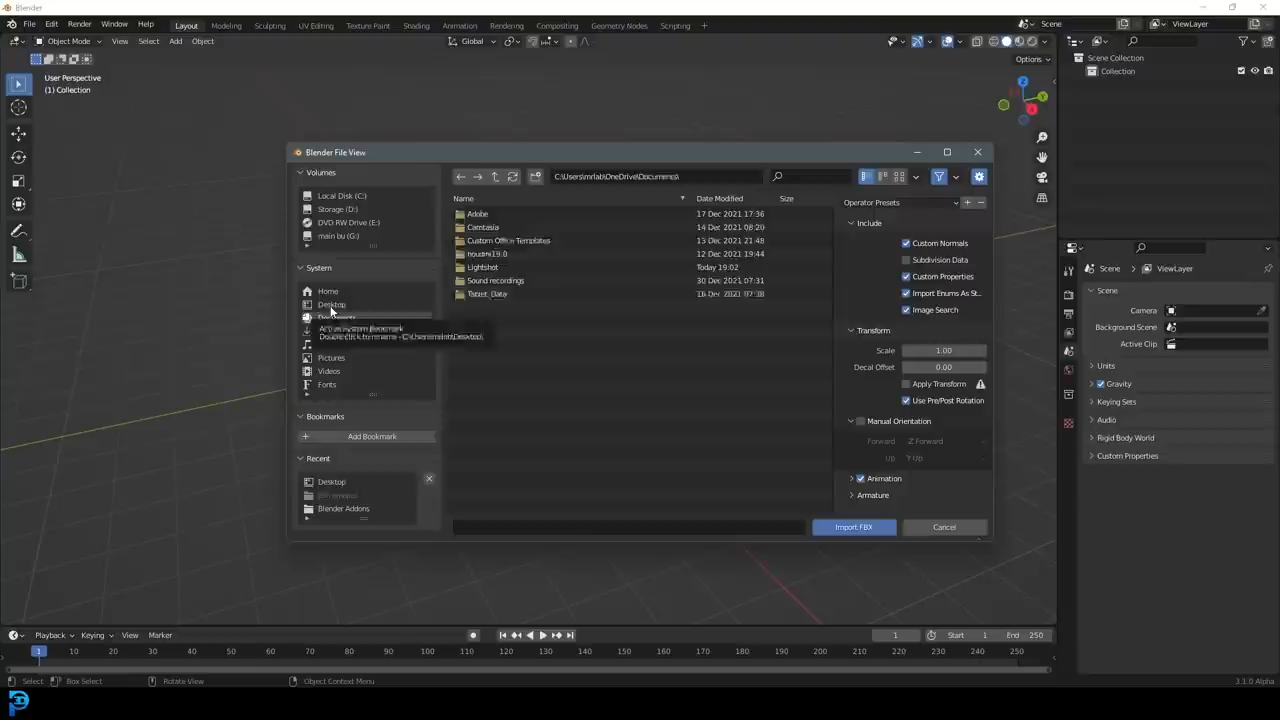 Blender
File Edit Render Window Help Layout Modeling Sculpting UV Editing Texture Paint Shading Animation Rendering Compositing Geometry Nodes Scripting + Scene ViewLayer
Object Mode View Select Add Object Global
Options
User Perspective
(1) Collection
Scene Collection
Collection
Z
Y
X
Blender File View
Volumes
Local Disk (C:)
Storage (D:)
DVD RW Drive (E:)
main bu (G:)
System
Home
Desktop
Pictures
Videos
Fonts
Bookmarks
Add Bookmark
Recent
Desktop
Blender Addons
Name Date Modified Size
Adobe 17 Dec 2021 17:36
Camtasia 14 Dec 2021 08:20
Custom Office Templates 13 Dec 2021 21:48
houdini19.0 12 Dec 2021 19:44
Lightshot Today 19:02
Sound recordings 30 Dec 2021 07:31
Operator Presets
Include
Custom Normals
Subdivision Data
Custom Properties
Import Enums As St..
Image Search
Transform
Scale 1.00
Decal Offset 0.00
Apply Transform
Use Pre/Post Rotation
Manual Orientation
Forward Z Forward
Up Y Up
Animation
Armature
Import FBX Cancel
Scene ViewLayer
Scene
Camera
Background Scene
Active Clip
Units
Gravity
Keying Sets
Audio
Rigid Body World
Custom Properties
Playback Keying View Marker 1 Start 1 End 250
1 10 20 30 40 50 60 70 80 90 100 110 120 130 140 150 160 170 180 190 200 210 220 230 240 250
Select Box Select Rotate View Object Context Menu 3.1.0 Alpha